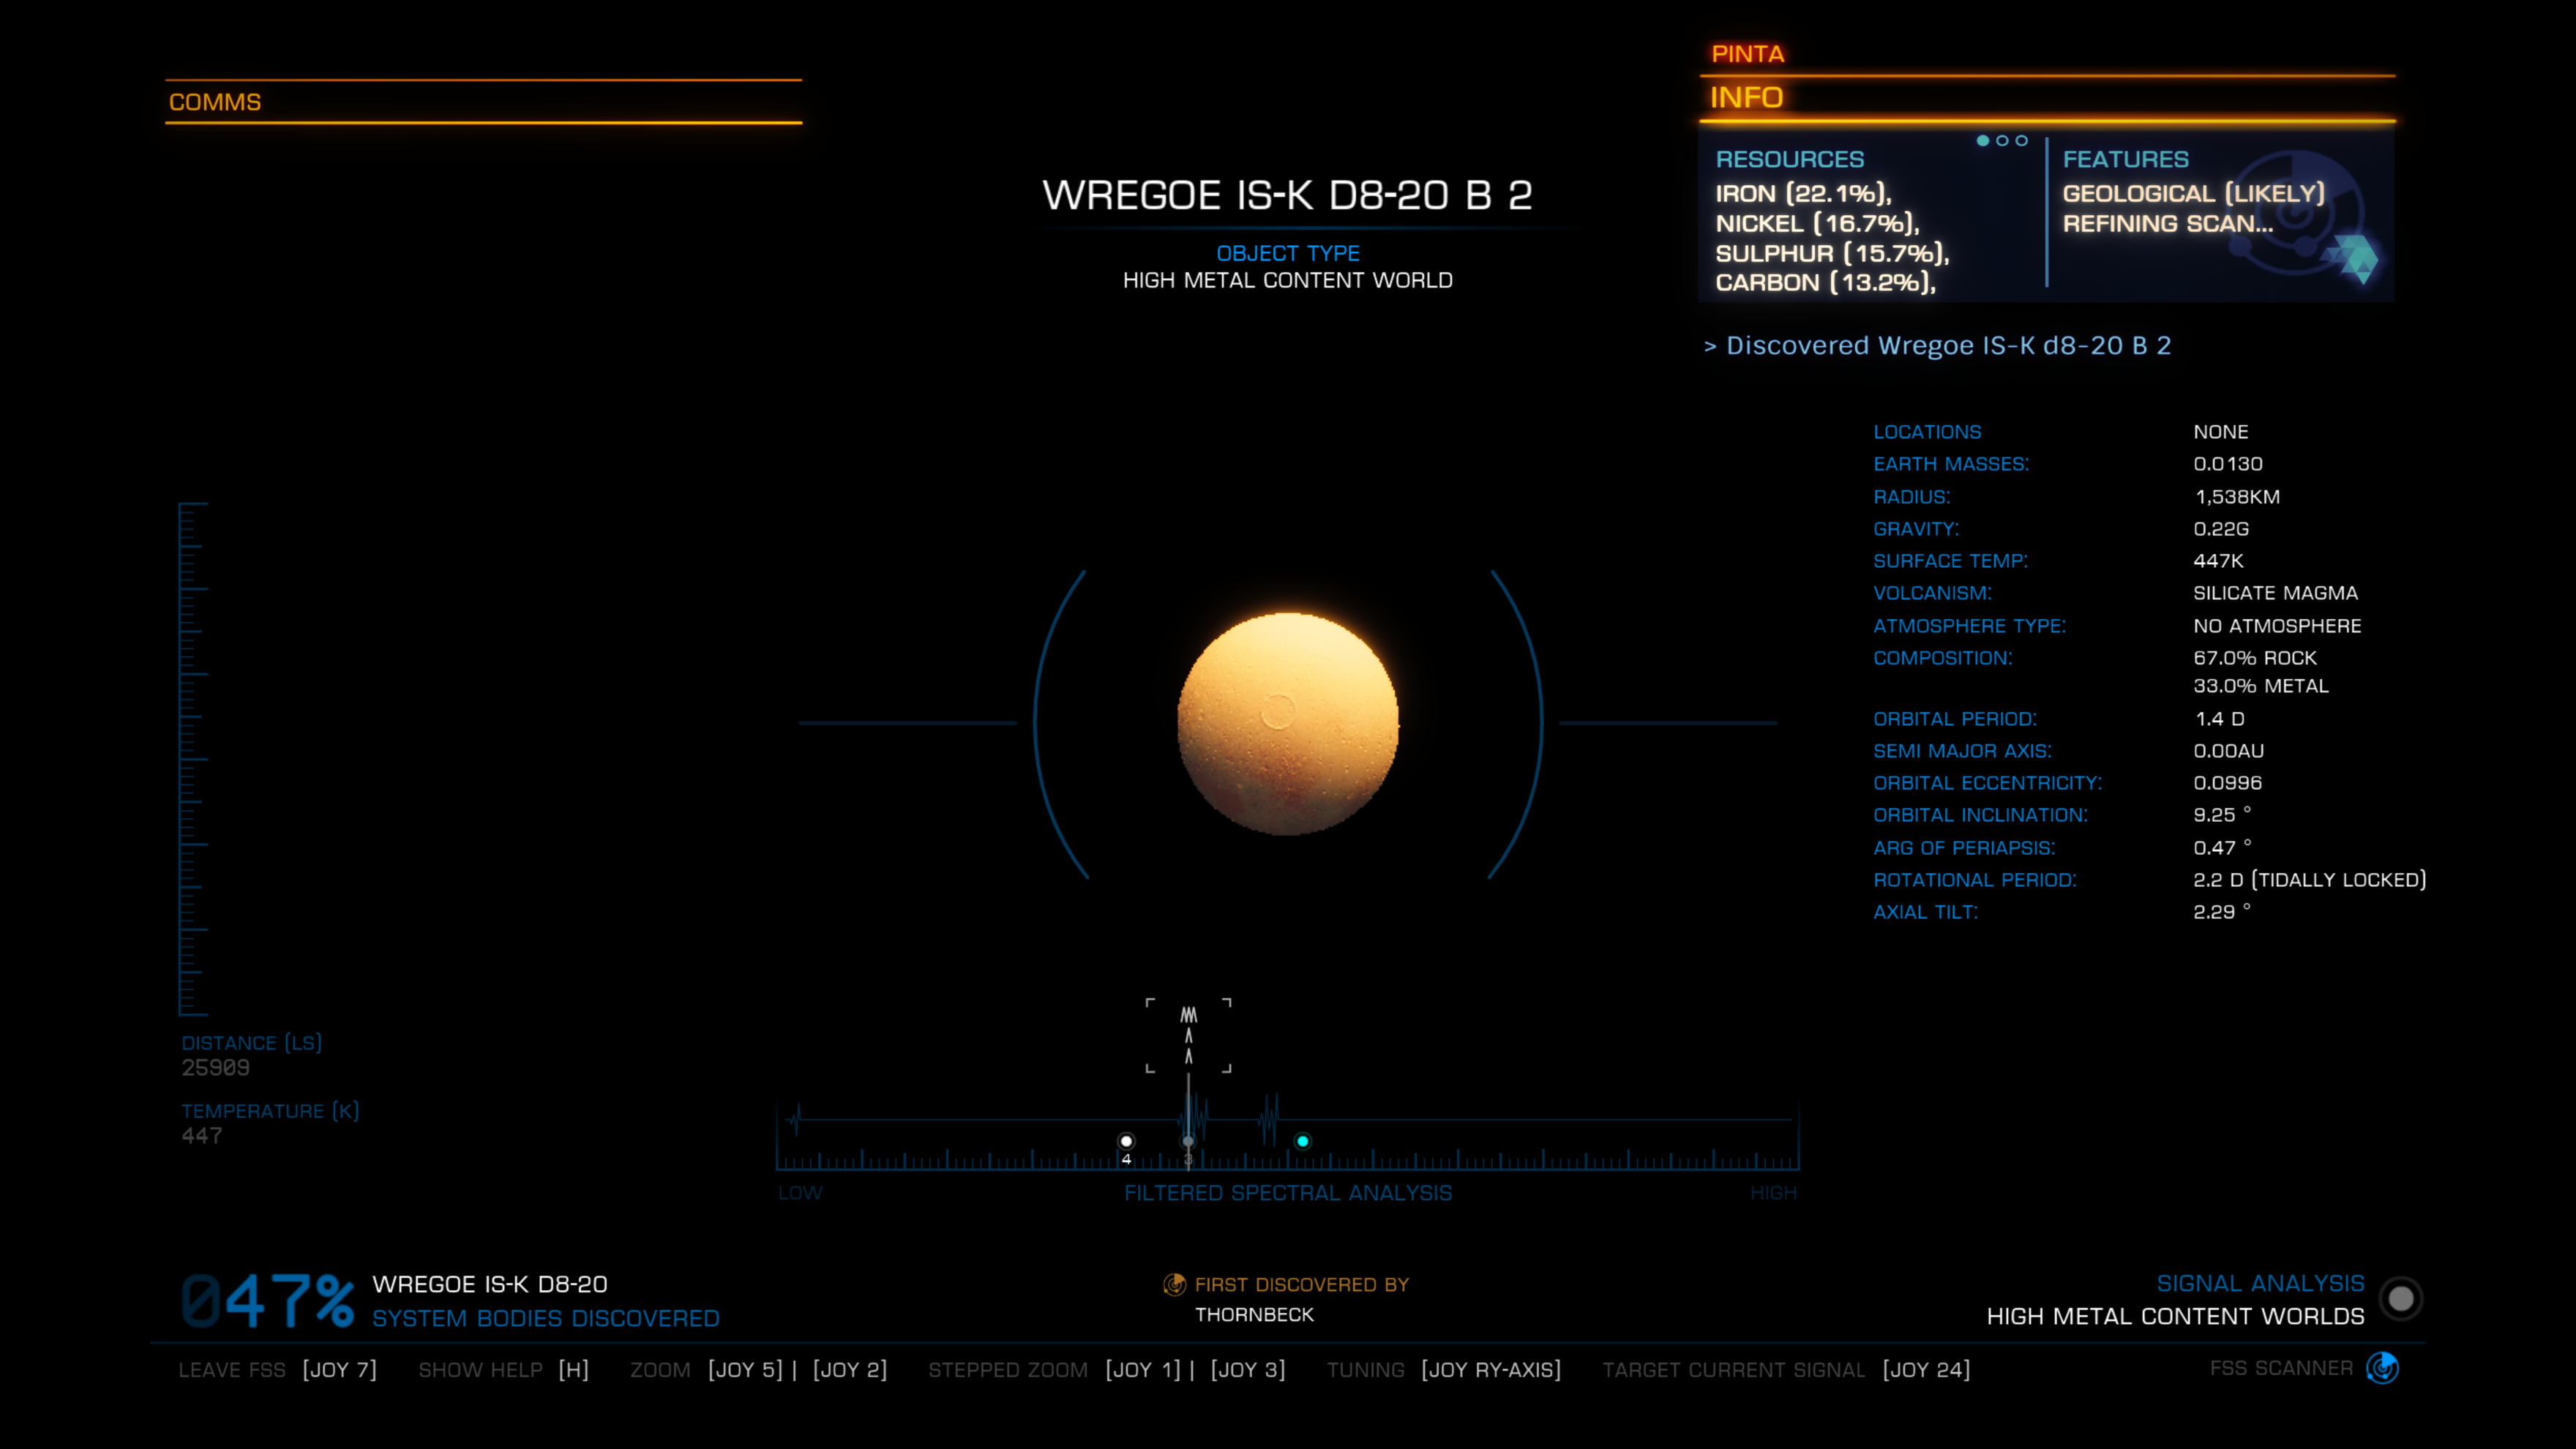 COMMS
PINTA
INFO
RESOURCES
IRON (22.1%),
NICKEL (16.7%),
SULPHUR (15.7%),
CARBON (13.2%),
FEATURES
GEOLOGICAL (LIKELY)
REFINING SCAN...
> Discovered Wregoe IS-K d8-20 B 2
WREGOE IS-K D8-20 B 2
OBJECT TYPE
HIGH METAL CONTENT WORLD
LOCATIONS NONE
EARTH MASSES: 0.0130
RADIUS: 1,538KM
GRAVITY: 0.22G
SURFACE TEMP: 447K
VOLCANISM: SILICATE MAGMA
ATMOSPHERE TYPE: NO ATMOSPHERE
COMPOSITION: 67.0% ROCK
33.0% METAL
ORBITAL PERIOD: 1.4 D
SEMI MAJOR AXIS: 0.00AU
ORBITAL ECCENTRICITY: 0.0996
ORBITAL INCLINATION: 9.25 °
ARG OF PERIAPSIS: 0.47 °
ROTATIONAL PERIOD: 2.2 D (TIDALLY LOCKED)
AXIAL TILT: 2.29 °
DISTANCE (LS)
25909
TEMPERATURE (K)
447
4 3
LOW FILTERED SPECTRAL ANALYSIS HIGH
047% WREGOE IS-K D8-20
SYSTEM BODIES DISCOVERED
FIRST DISCOVERED BY
THORNBECK
SIGNAL ANALYSIS
HIGH METAL CONTENT WORLDS
LEAVE FSS [JOY 7] SHOW HELP [H] ZOOM [JOY 5] | [JOY 2] STEPPED ZOOM [JOY 1] | [JOY 3] TUNING [JOY RY-AXIS] TARGET CURRENT SIGNAL [JOY 24] FSS SCANNER